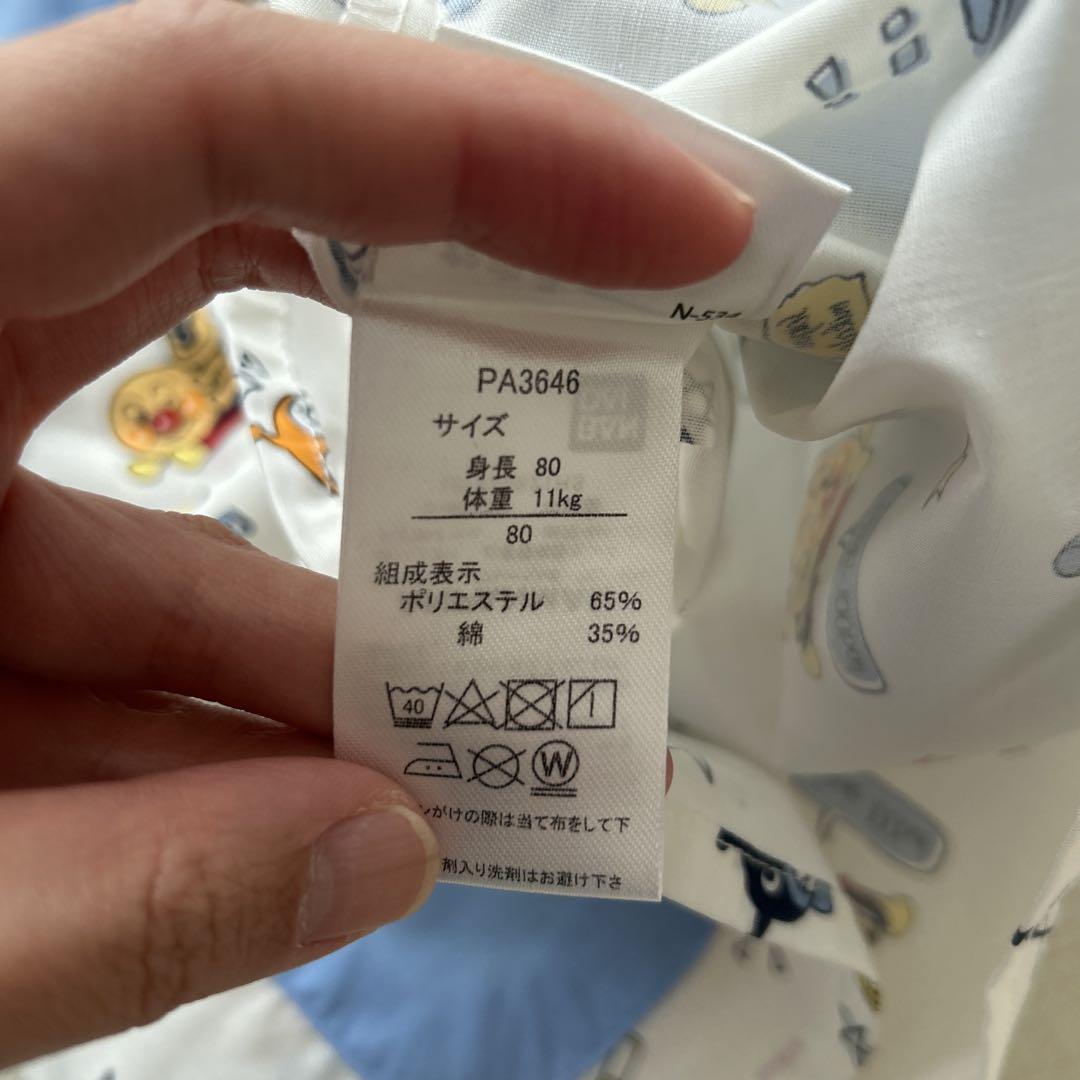 PA3646
サイズ
身長 80
体重 11kg
80
組成表示
ポリエステル 65%
綿 35%
40
W
がけの際は当て布をして下
剤入り洗剤はお避け下さ